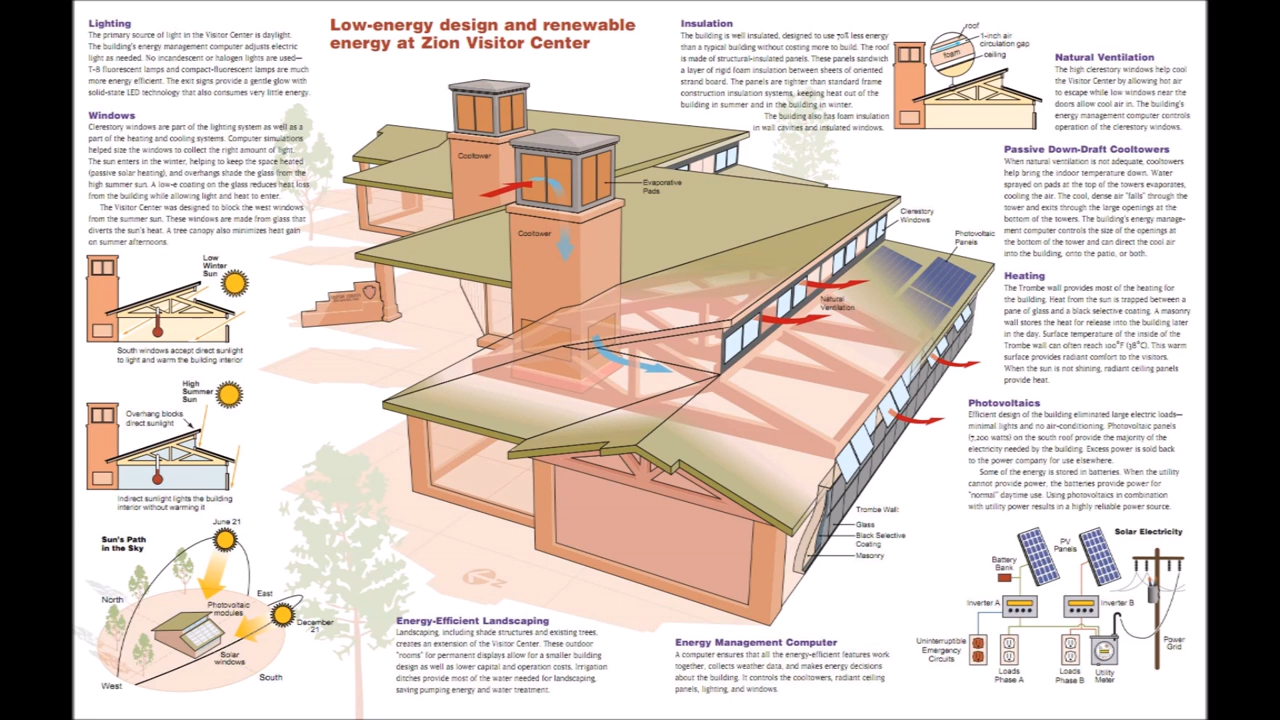 Low-energy design and renewable
energy at Zion Visitor Center
Lighting
The primary source of light in the Visitor Center is daylight.
The building's energy management computer adjusts electric
light as needed. No incandescent or halogen lights are used—
T-8 fluorescent lamps and compact-fluorescent lamps are much
more energy efficient. The exit signs provide a gentle glow with
solid-state LED technology that also consumes very little energy.
Windows
Clerestory windows are part of the lighting system as well as a
part of the heating and cooling systems. Computer simulations
helped size the windows to collect the right amount of light.
The sun enters in the winter, helping to keep the space heated
(passive solar heating), and overhangs shade the glass from the
high summer sun. A low-e coating on the glass reduces heat loss
from the building while allowing light and heat to enter.
The Visitor Center was designed to block the west windows
from the summer sun. These windows are made from glass that
diverts the sun's heat. A tree canopy also minimizes heat gain
on summer afternoons.
Low
Winter
Sun
South windows accept direct sunlight
to light and warm the building interior
High
Summer
Sun
Overhang blocks
direct sunlight
Indirect sunlight lights the building
interior without warming it
June 21
Sun's Path
in the Sky
North
East
Photovoltaic
modules
December
21
Solar
windows
West
South
Cooltower
Cooltower
Evaporative
Pads
Clerestory
Windows
Photovoltaic
Panels
Natural
Ventilation
Trombe Wall:
Glass
Black Selective
Coating
Masonry
Energy-Efficient Landscaping
Landscaping, including shade structures and existing trees,
creates an extension of the Visitor Center. These outdoor
"rooms" for permanent displays allow for a smaller building
design as well as lower capital and operation costs. Irrigation
ditches provide most of the water needed for landscaping,
saving pumping energy and water treatment.
Energy Management Computer
A computer ensures that all the energy-efficient features work
together, collects weather data, and makes energy decisions
about the building. It controls the cooltowers, radiant ceiling
panels, lighting, and windows.
Insulation
The building is well insulated, designed to use 70% less energy
than a typical building without costing more to build. The roof
is made of structural-insulated panels. These panels sandwich
a layer of rigid foam insulation between sheets of oriented
strand board. The panels are tighter than standard frame
construction insulation systems, keeping heat out of the
building in summer and in the building in winter.
The building also has foam insulation
in wall cavities and insulated windows.
roof
1-inch air
circulation gap
ceiling
foam
Natural Ventilation
The high clerestory windows help cool
the Visitor Center by allowing hot air
to escape while low windows near the
doors allow cool air in. The building's
energy management computer controls
operation of the clerestory windows.
Passive Down-Draft Cooltowers
When natural ventilation is not adequate, cooltowers
help bring the indoor temperature down. Water
sprayed on pads at the top of the towers evaporates,
cooling the air. The cool, dense air "falls" through the
tower and exits through the large openings at the
bottom of the towers. The building's energy manage-
ment computer controls the size of the openings at
the bottom of the tower and can direct the cool air
into the building, onto the patio, or both.
Heating
The Trombe wall provides most of the heating for
the building. Heat from the sun is trapped between a
pane of glass and a black selective coating. A masonry
wall stores the heat for release into the building later
in the day. Surface temperature of the inside of the
Trombe wall can often reach 100°F (38°C). This warm
surface provides radiant comfort to the visitors.
When the sun is not shining, radiant ceiling panels
provide heat.
Photovoltaics
Efficient design of the building eliminated large electric loads—
minimal lights and no air-conditioning. Photovoltaic panels
(7,200 watts) on the south roof provide the majority of the
electricity needed by the building. Excess power is sold back
to the power company for use elsewhere.
Some of the energy is stored in batteries. When the utility
cannot provide power, the batteries provide power for
"normal" daytime use. Using photovoltaics in combination
with utility power results in a highly reliable power source.
Solar Electricity
PV
Panels
Battery
Bank
Inverter A
Inverter B
Uninterruptible
Emergency
Circuits
Loads
Phase A
Loads
Phase B
Utility
Meter
Power
Grid